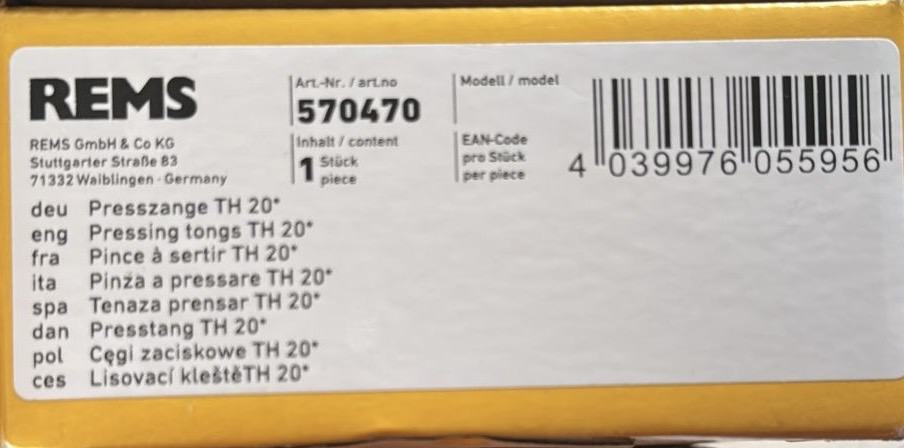 REMS
REMS GmbH & Co KG
Stuttgarter Straße 83
71332 Waiblingen · Germany
Art.-Nr. / art.no
570470
Inhalt / content
1 Stück
piece
Modell / model
EAN-Code
pro Stück
per piece
4 039976 055956
deu Presszange TH 20*
eng Pressing tongs TH 20*
fra Pince à sertir TH 20*
ita Pinza a pressare TH 20*
spa Tenaza prensar TH 20*
dan Presstang TH 20*
pol Cęgi zaciskowe TH 20*
ces Lisovací kleštěTH 20*